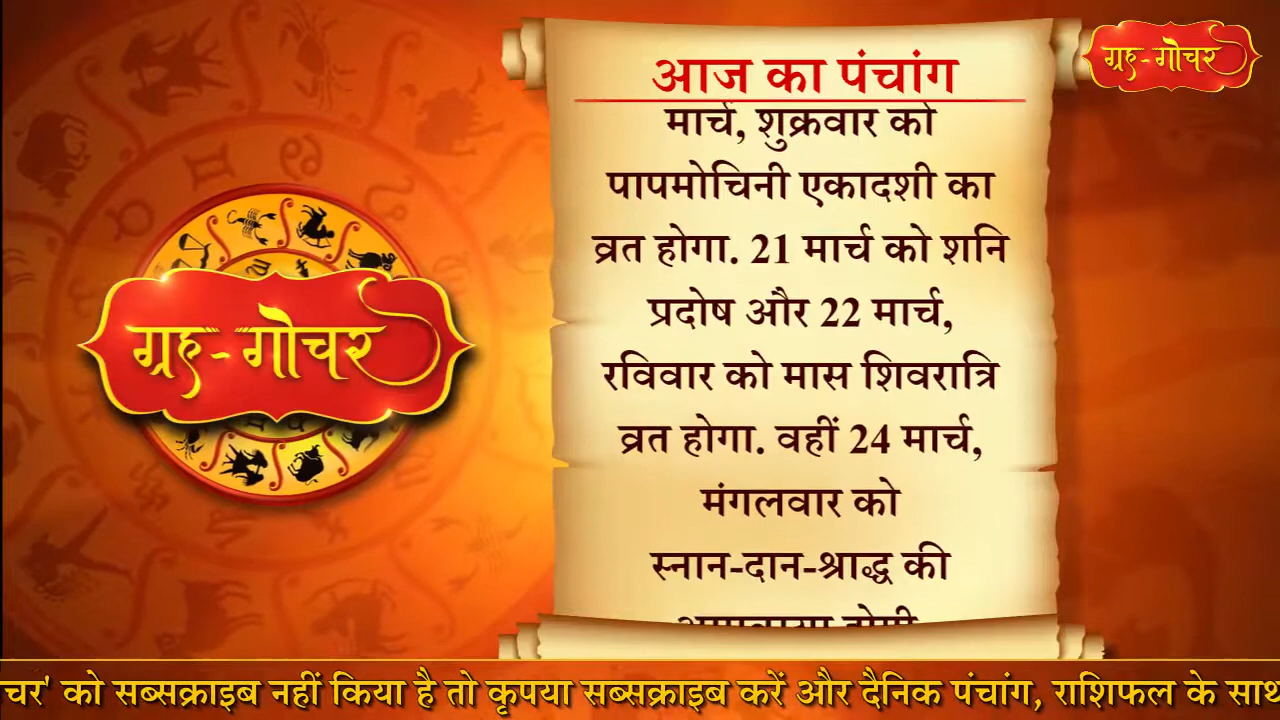 आज का पंचांग
ग्रह-गोचर
मार्च, शुक्रवार को
पापमोचिनी एकादशी का
व्रत होगा. 21 मार्च को शनि
प्रदोष और 22 मार्च,
रविवार को मास शिवरात्रि
व्रत होगा. वहीं 24 मार्च,
मंगलवार को
स्नान-दान-श्राद्ध की
ग्रह-गोचर
चर' को सब्सक्राइब नहीं किया है तो कृपया सब्सक्राइब करें और दैनिक पंचांग, राशिफल के साथ